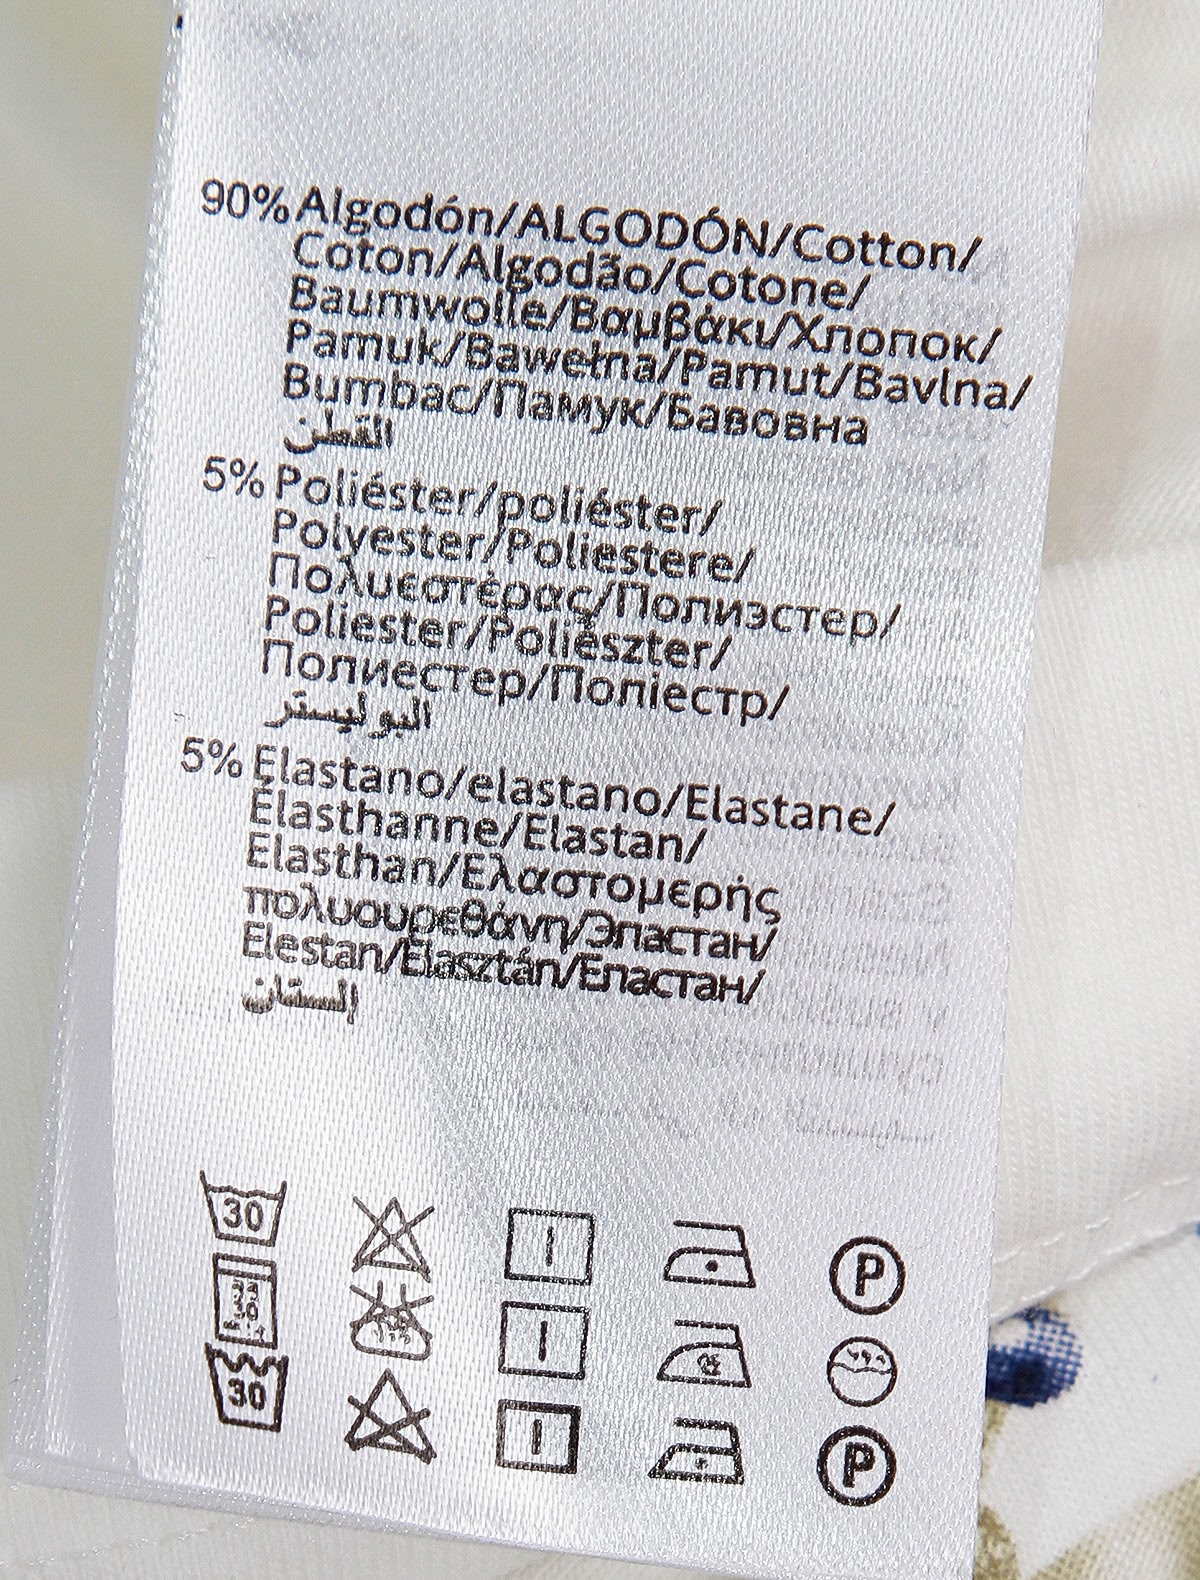 90% Algodón/ALGODÓN/Cotton/
Coton/Algodão/Cotone/
Baumwolle/Βαμβάκι/Хлопок/
Pamuk/Bawełna/Pamut/Bavlna/
Bumbac/Памук/Бавовна
القطن
5% Poliéster/poliéster/
Polyester/Poliestere/
Πολυεστέρας/Полиэстер/
Poliester/Poliészter/
Полиестер/Поліестр/
البوليستر
5% Elastano/elastano/Elastane/
Élasthanne/Elastan/
Elasthan/Ελαστομερής
πολυουρεθάνη/Эластан/
Elestan/Elasztán/Еластан/
إلستان
30
P
30
P